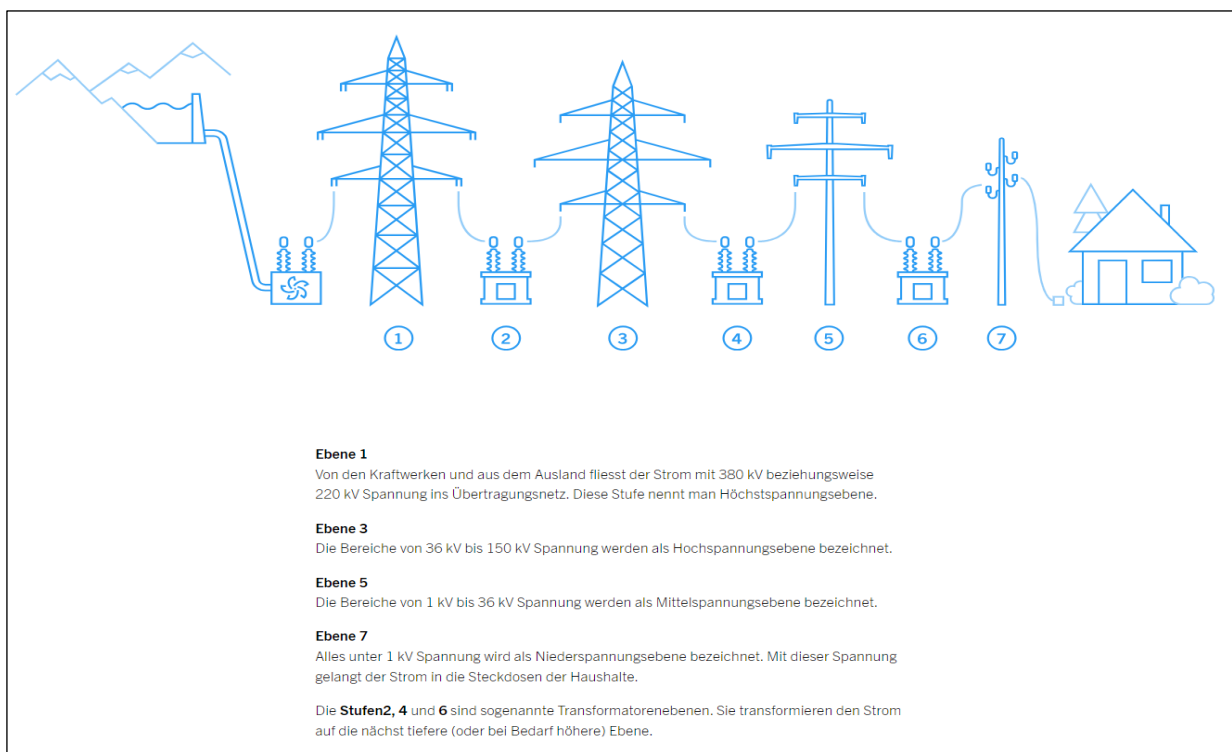 1
2
3
4
5
6
7
Ebene 1
Von den Kraftwerken und aus dem Ausland fliesst der Strom mit 380 kV beziehungsweise
220 kV Spannung ins Übertragungsnetz. Diese Stufe nennt man Höchstspannungsebene.
Ebene 3
Die Bereiche von 36 kV bis 150 kV Spannung werden als Hochspannungsebene bezeichnet.
Ebene 5
Die Bereiche von 1 kV bis 36 kV Spannung werden als Mittelspannungsebene bezeichnet.
Ebene 7
Alles unter 1 kV Spannung wird als Niederspannungsebene bezeichnet. Mit dieser Spannung
gelangt der Strom in die Steckdosen der Haushalte.
Die Stufen2, 4 und 6 sind sogenannte Transformatorenebenen. Sie transformieren den Strom
auf die nächst tiefere (oder bei Bedarf höhere) Ebene.